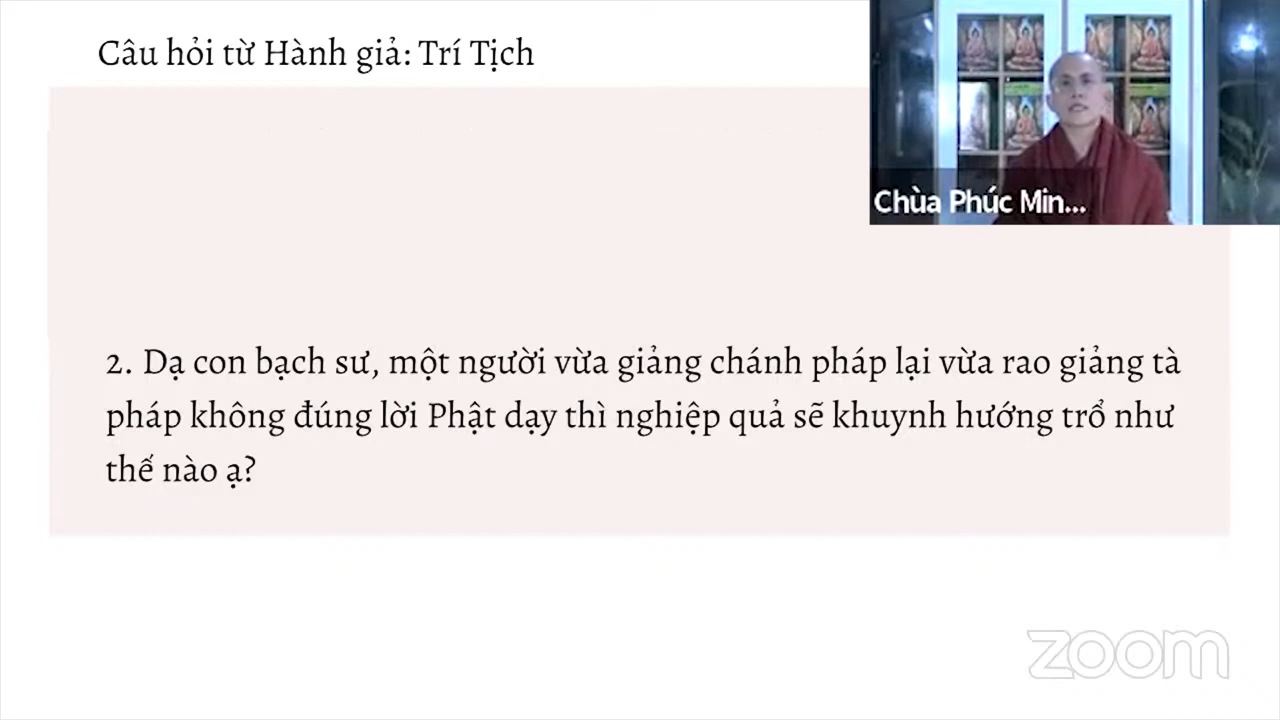 Câu hỏi từ Hành giả: Trí Tịch
Chùa Phúc Min...
2. Dạ con bạch sư, một người vừa giảng chánh pháp lại vừa rao giảng tà
pháp không đúng lời Phật dạy thì nghiệp quả sẽ khuynh hướng trổ như
thế nào ạ?
zoom